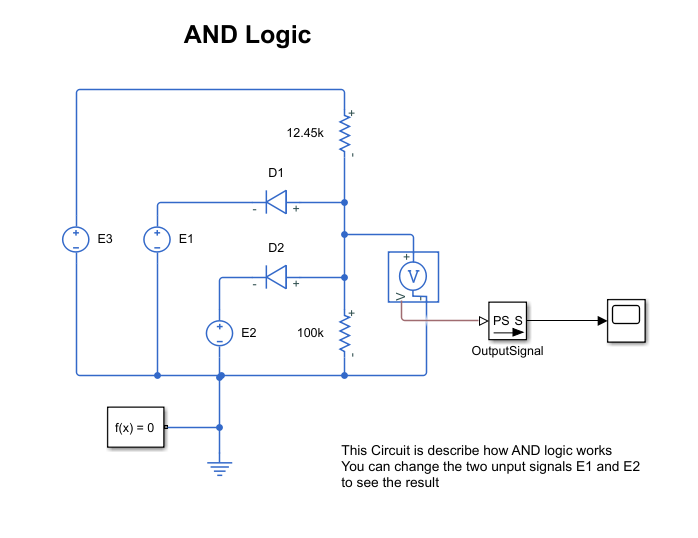 AND Logic
12.45k
+
-
D1
- +
E3
E1
D2
- +
V
V
E2
100k
+
-
PS S
OutputSignal
f(x) = 0
This Circuit is describe how AND logic works
You can change the two unput signals E1 and E2
to see the result